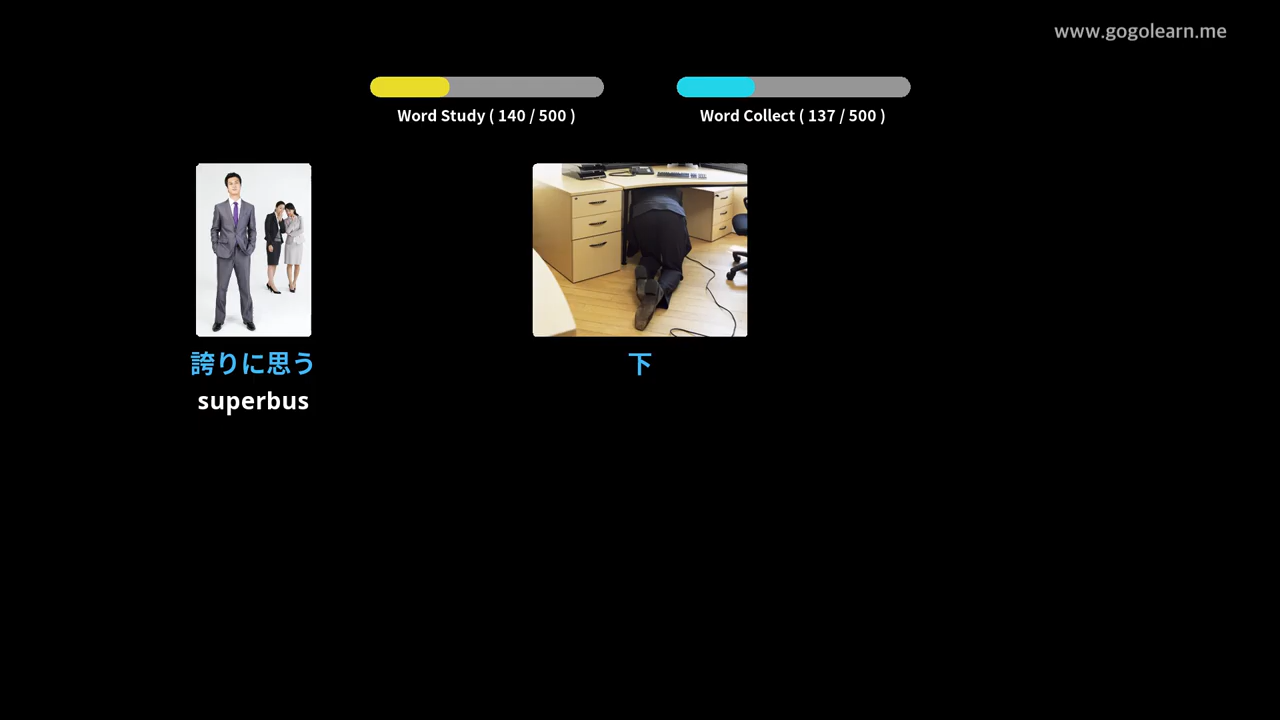 www.gogolearn.me
Word Study ( 140 / 500 )
Word Collect ( 137 / 500 )
誇りに思う
superbus
下